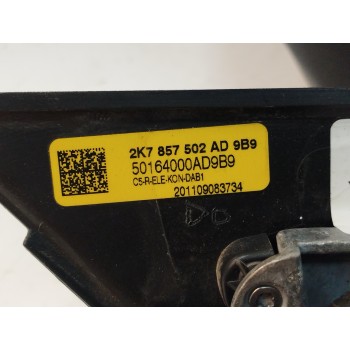 2K7 857 502 AD 9B9
50164000AD9B9
C5-R-ELE-KON-DAB1
201109083734